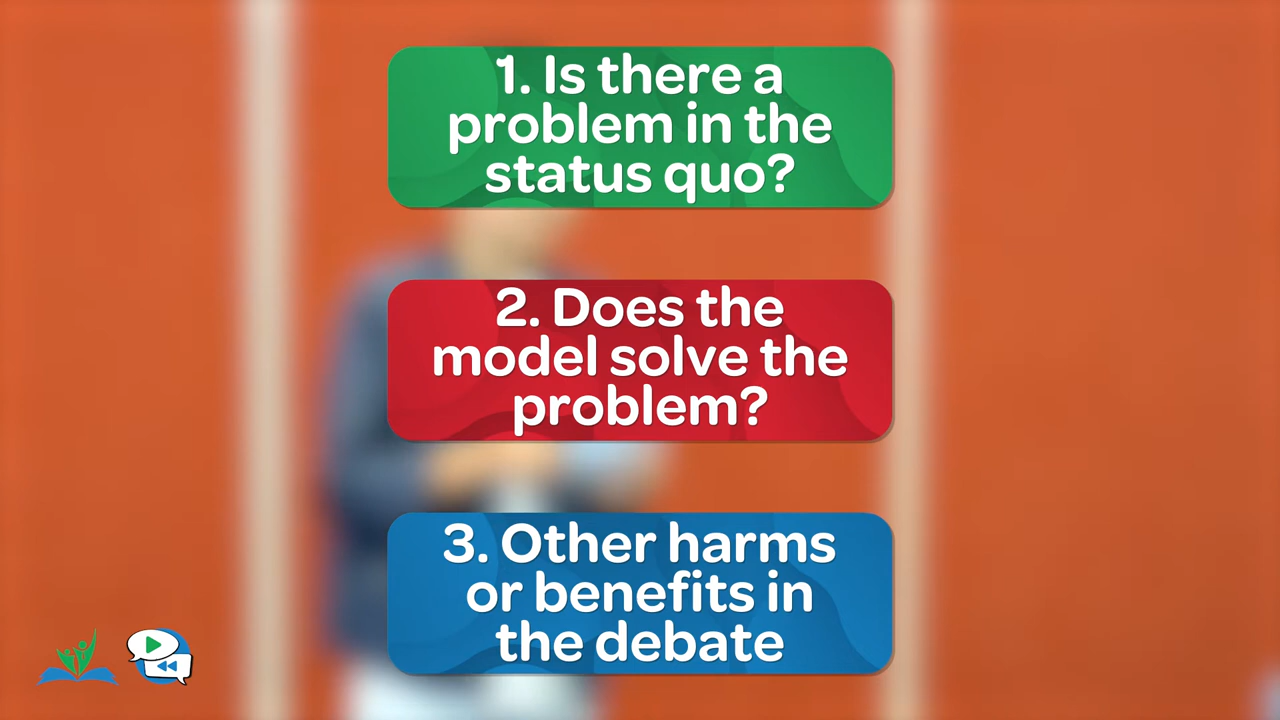 1. Is there a
problem in the
status quo?
2. Does the
model solve the
problem?
3. Other harms
or benefits in
the debate